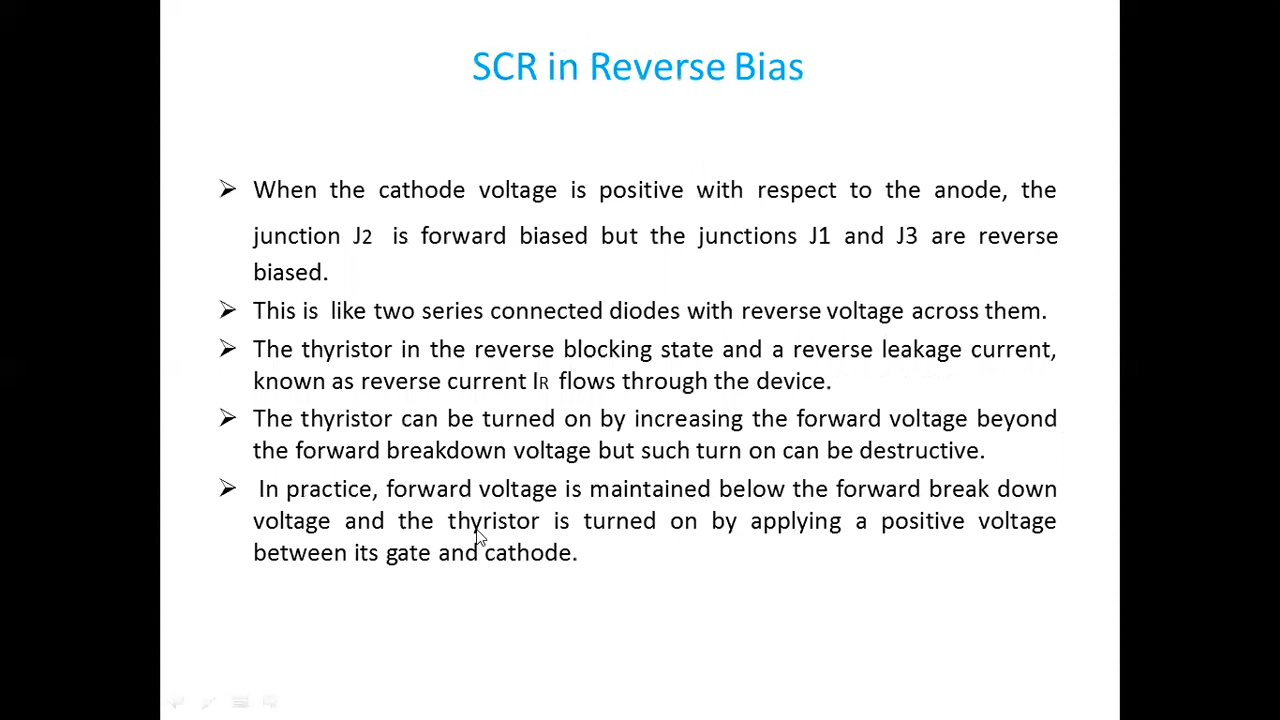 SCR in Reverse Bias
➢ When the cathode voltage is positive with respect to the anode, the
junction J2 is forward biased but the junctions J1 and J3 are reverse
biased.
➢ This is like two series connected diodes with reverse voltage across them.
➢ The thyristor in the reverse blocking state and a reverse leakage current,
known as reverse current IR flows through the device.
➢ The thyristor can be turned on by increasing the forward voltage beyond
the forward breakdown voltage but such turn on can be destructive.
➢ In practice, forward voltage is maintained below the forward break down
voltage and the thyristor is turned on by applying a positive voltage
between its gate and cathode.